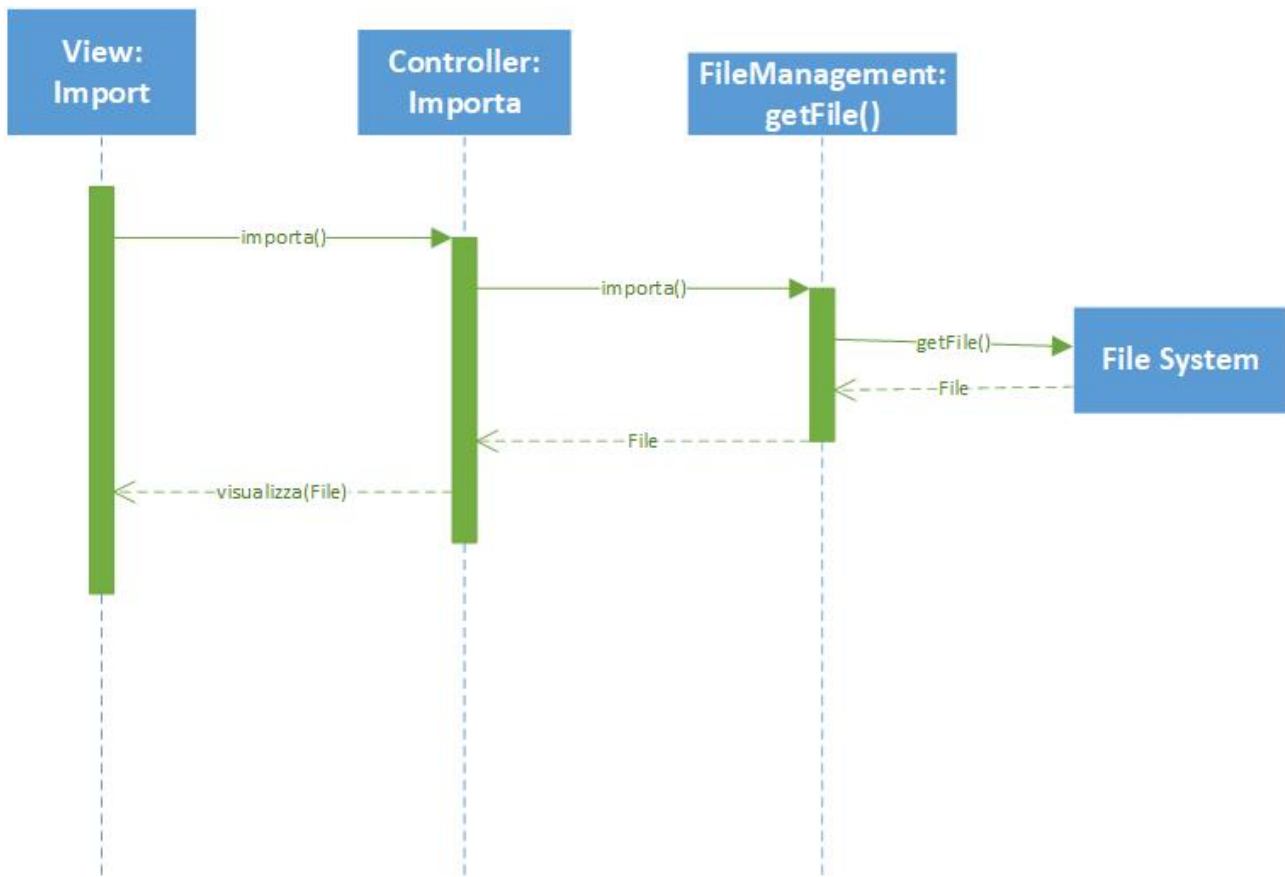 View:
Import
Controller:
Importa
FileManagement:
getFile()
importa()
importa()
getFile()
File System
File
File
visualizza(File)